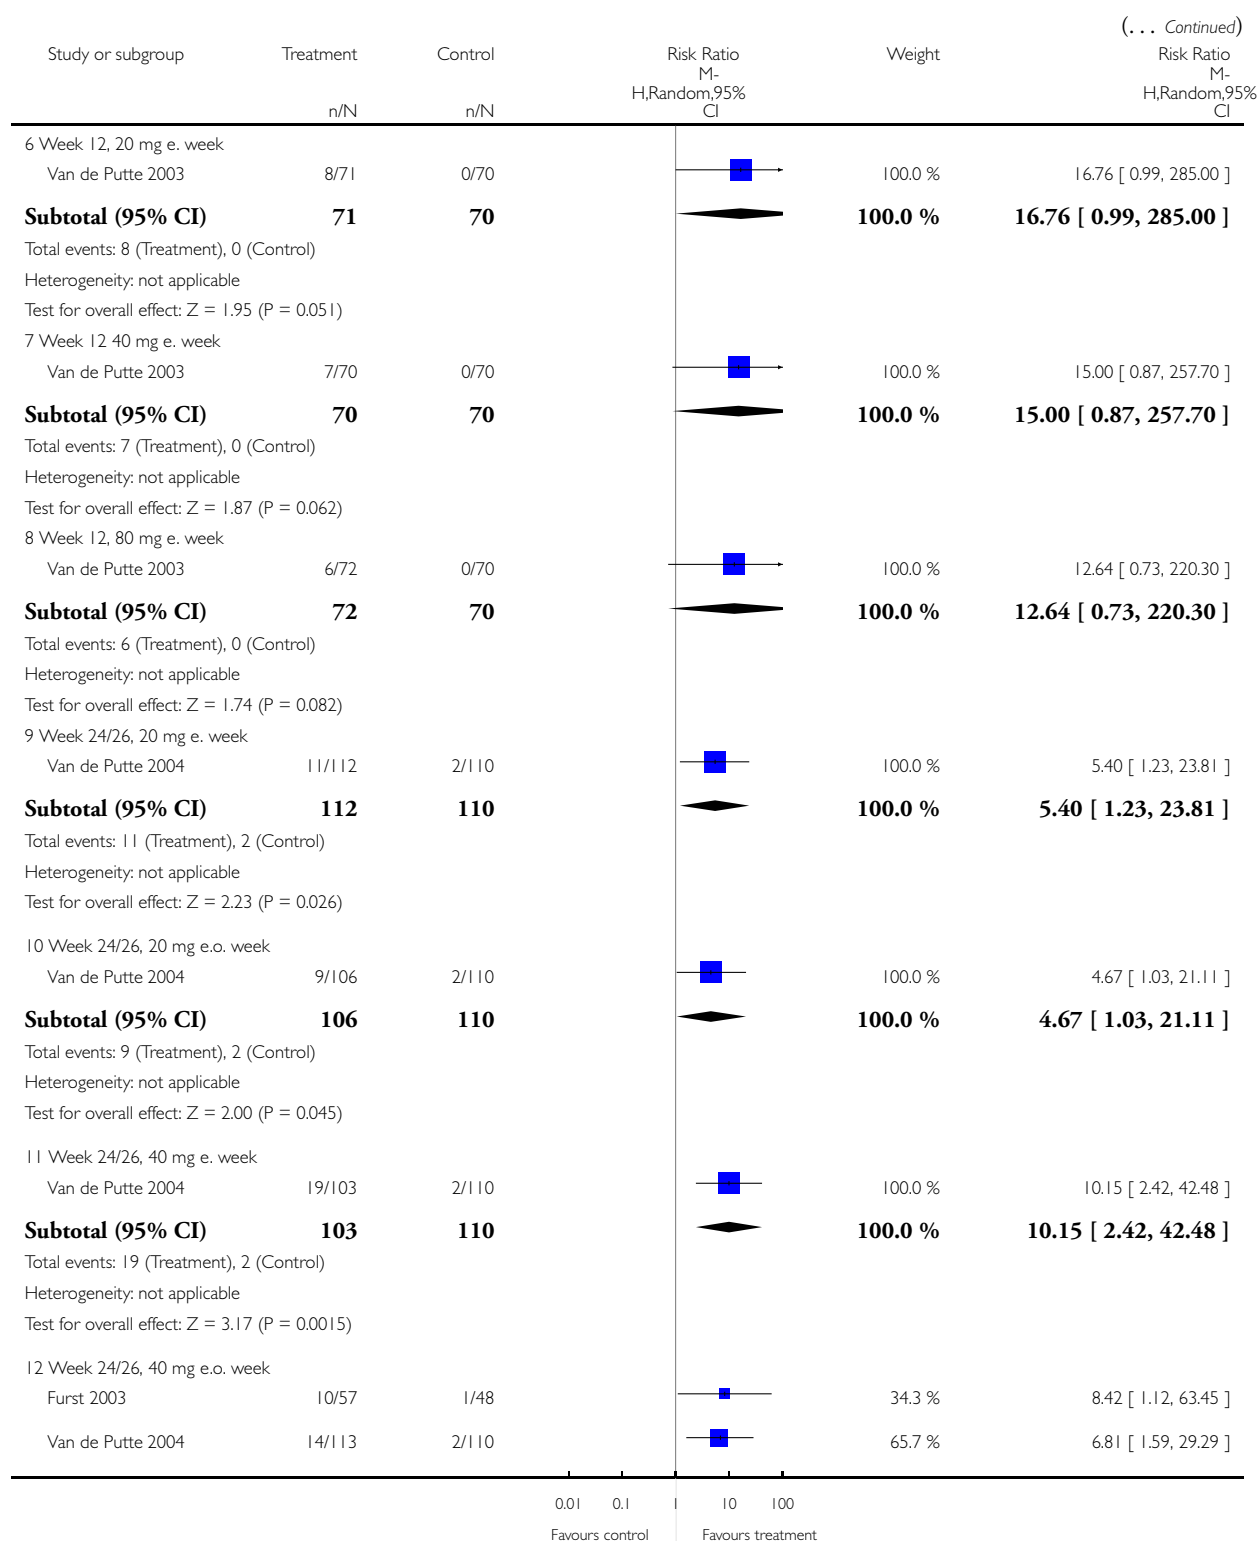 (. . . Continued)
Study or subgroup Treatment Control Risk Ratio Weight Risk Ratio
M- M-
H,Random,95% H,Random,95%
n/N n/N CI CI
6 Week 12, 20 mg e. week
Van de Putte 2003 8/71 0/70 100.0 % 16.76 [ 0.99, 285.00 ]
Subtotal (95% CI) 71 70 100.0 % 16.76 [ 0.99, 285.00 ]
Total events: 8 (Treatment), 0 (Control)
Heterogeneity: not applicable
Test for overall effect: Z = 1.95 (P = 0.051)
7 Week 12 40 mg e. week
Van de Putte 2003 7/70 0/70 100.0 % 15.00 [ 0.87, 257.70 ]
Subtotal (95% CI) 70 70 100.0 % 15.00 [ 0.87, 257.70 ]
Total events: 7 (Treatment), 0 (Control)
Heterogeneity: not applicable
Test for overall effect: Z = 1.87 (P = 0.062)
8 Week 12, 80 mg e. week
Van de Putte 2003 6/72 0/70 100.0 % 12.64 [ 0.73, 220.30 ]
Subtotal (95% CI) 72 70 100.0 % 12.64 [ 0.73, 220.30 ]
Total events: 6 (Treatment), 0 (Control)
Heterogeneity: not applicable
Test for overall effect: Z = 1.74 (P = 0.082)
9 Week 24/26, 20 mg e. week
Van de Putte 2004 11/112 2/110 100.0 % 5.40 [ 1.23, 23.81 ]
Subtotal (95% CI) 112 110 100.0 % 5.40 [ 1.23, 23.81 ]
Total events: 11 (Treatment), 2 (Control)
Heterogeneity: not applicable
Test for overall effect: Z = 2.23 (P = 0.026)
10 Week 24/26, 20 mg e.o. week
Van de Putte 2004 9/106 2/110 100.0 % 4.67 [ 1.03, 21.11 ]
Subtotal (95% CI) 106 110 100.0 % 4.67 [ 1.03, 21.11 ]
Total events: 9 (Treatment), 2 (Control)
Heterogeneity: not applicable
Test for overall effect: Z = 2.00 (P = 0.045)
11 Week 24/26, 40 mg e. week
Van de Putte 2004 19/103 2/110 100.0 % 10.15 [ 2.42, 42.48 ]
Subtotal (95% CI) 103 110 100.0 % 10.15 [ 2.42, 42.48 ]
Total events: 19 (Treatment), 2 (Control)
Heterogeneity: not applicable
Test for overall effect: Z = 3.17 (P = 0.0015)
12 Week 24/26, 40 mg e.o. week
Furst 2003 10/57 1/48 34.3 % 8.42 [ 1.12, 63.45 ]
Van de Putte 2004 14/113 2/110 65.7 % 6.81 [ 1.59, 29.29 ]
0.01 0.1 1 10 100
Favours control Favours treatment